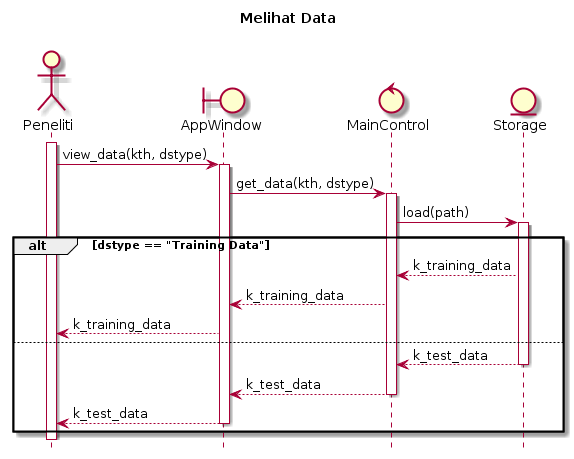 Melihat Data
Peneliti
AppWindow
MainControl
Storage
view_data(kth, dstype)
get_data(kth, dstype)
load(path)
alt
[dstype == "Training Data"]
k_training_data
k_training_data
k_training_data
k_test_data
k_test_data
k_test_data